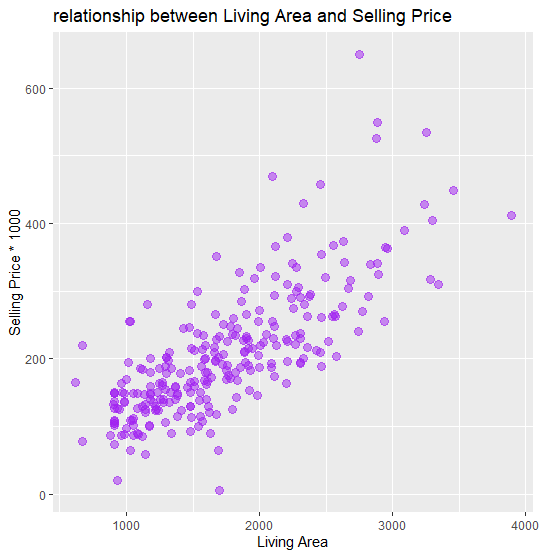 relationship between Living Area and Selling Price
600
400
200
0
Selling Price * 1000
1000 2000 3000 4000
Living Area